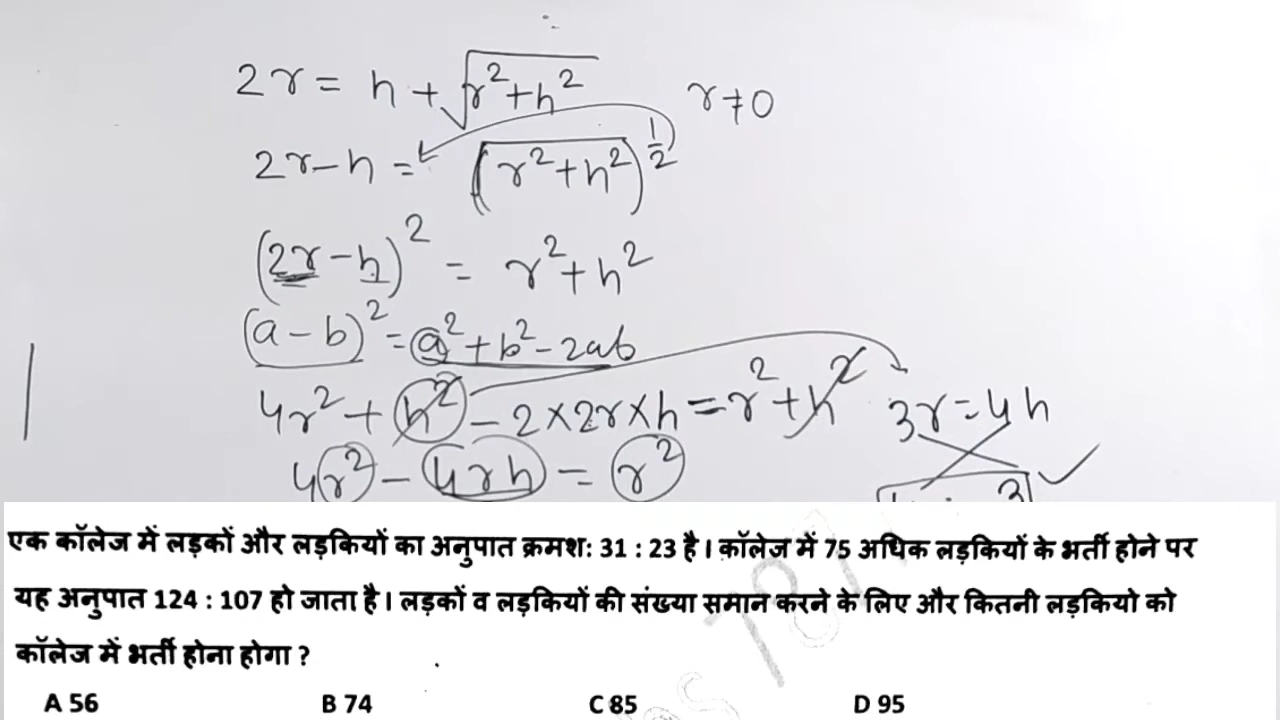 2r = h + √r²+h² r≠0
2r-h = (r²+h²)^½
(2r-h)² = r²+h²
(a-b)² = a²+b²-2ab
4r²+h²-2×2r×h = r²+h² 3r=4h
4r² - 4rh = r²
एक कॉलेज में लड़कों और लड़कियों का अनुपात क्रमश: 31 : 23 है । कॉलेज में 75 अधिक लड़कियों के भर्ती होने पर
यह अनुपात 124 : 107 हो जाता है । लड़कों व लड़कियों की संख्या समान करने के लिए और कितनी लड़कियो को
कॉलेज में भर्ती होना होगा ?
A 56 B 74 C 85 D 95